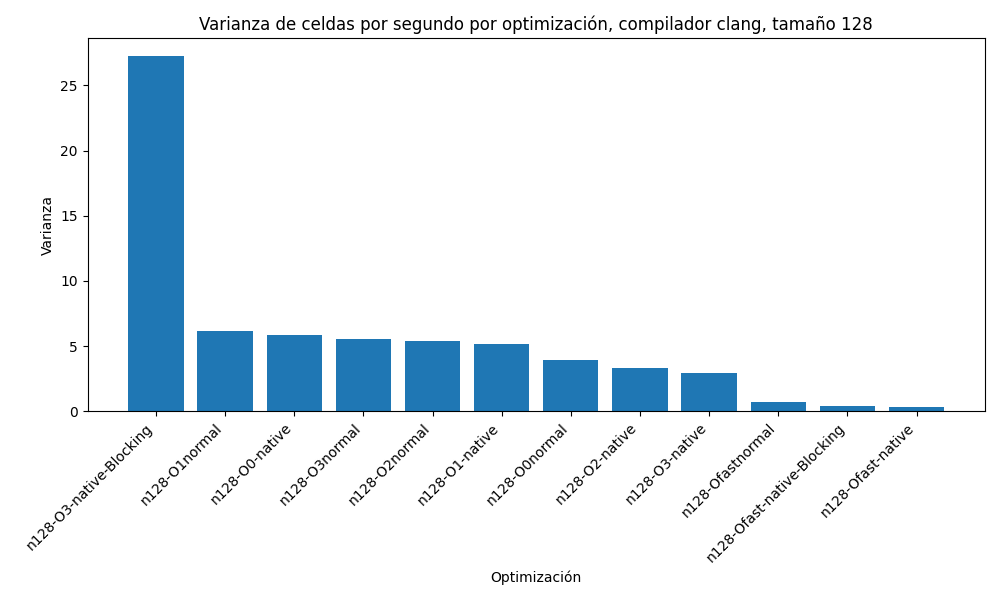 Varianza de celdas por segundo por optimización, compilador clang, tamaño 128
Varianza
25
20
15
10
5
0
n128-O3-native-Blocking
n128-O1normal
n128-O0-native
n128-O3normal
n128-O2normal
n128-O1-native
n128-O0normal
n128-O2-native
n128-O3-native
n128-Ofastnormal
n128-Ofast-native-Blocking
n128-Ofast-native
Optimización